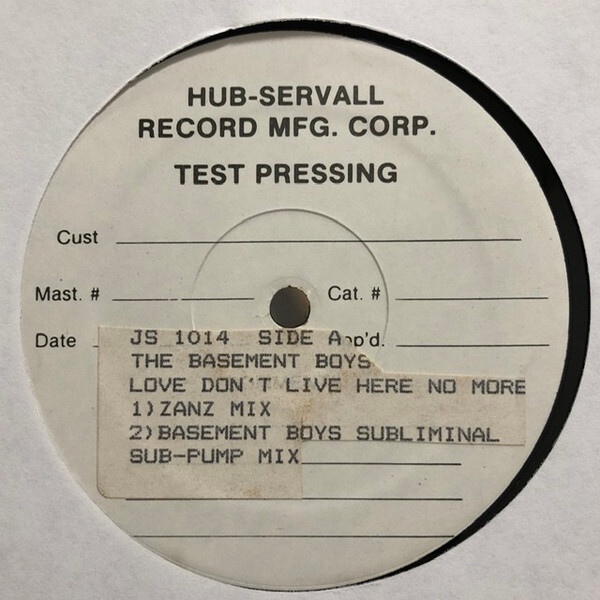 HUB-SERVALL
RECORD MFG. CORP.
TEST PRESSING
Cust
Mast. # Cat. #
Date
JS 1014 SIDE A pp'd.
THE BASEMENT BOYS
LOVE DON'T LIVE HERE NO MORE
1)ZANZ MIX
2)BASEMENT BOYS SUBLIMINAL
SUB-PUMP MIX